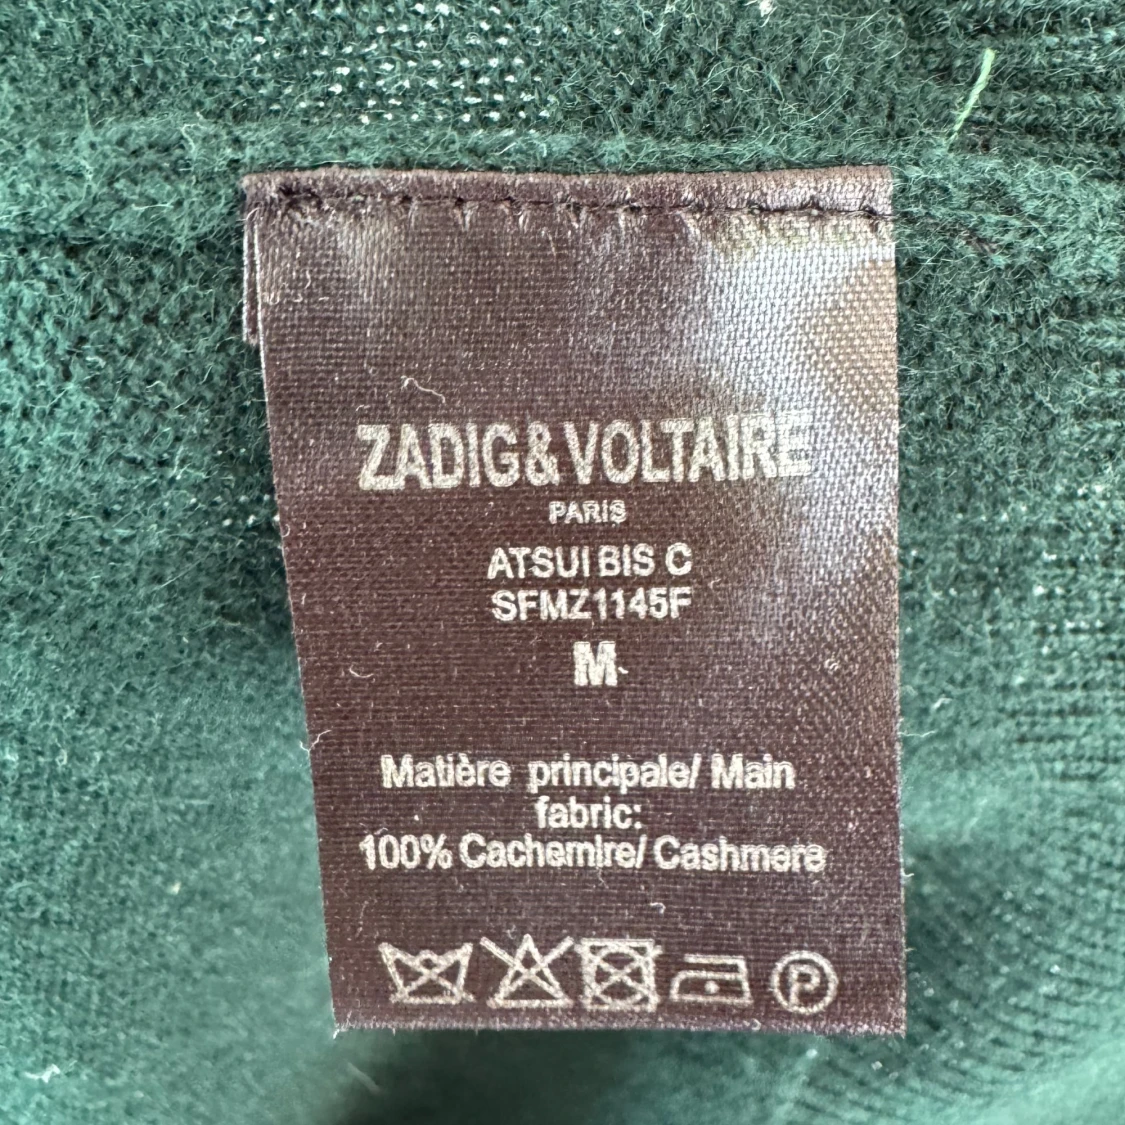 ZADIG&VOLTAIRE
PARIS
ATSUI BIS C
SFMZ1145F
M
Matière principale/ Main
fabric:
100% Cachemire/ Cashmere
P